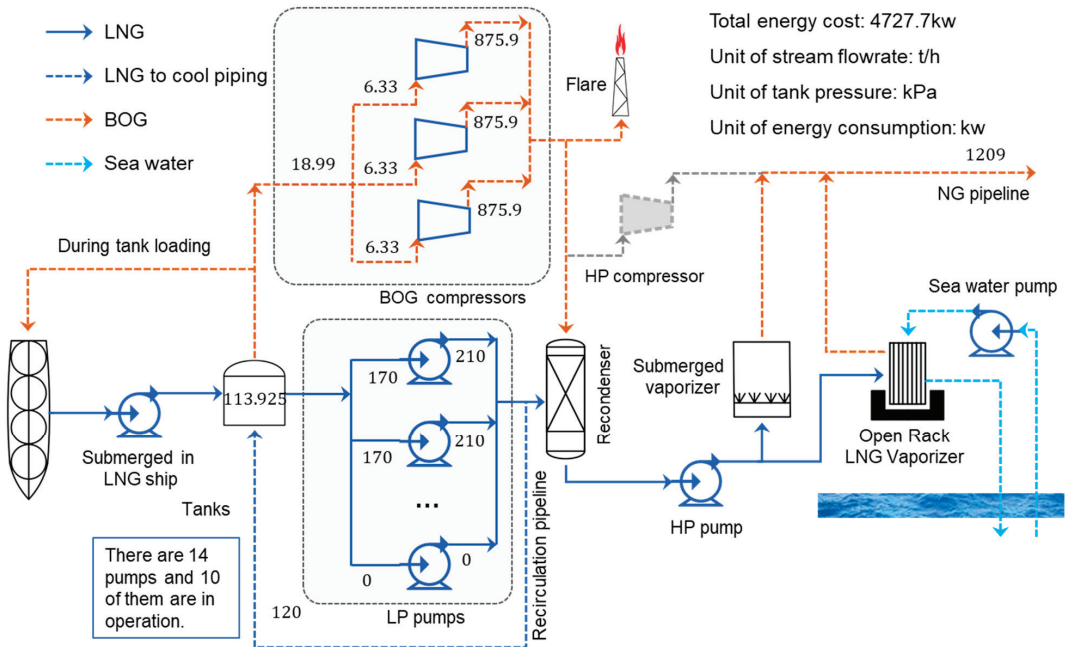 LNG
LNG to cool piping
BOG
Sea water
Total energy cost: 4727.7kw
Unit of stream flowrate: t/h
Unit of tank pressure: kPa
Unit of energy consumption: kw
875.9
6.33
875.9
18.99
6.33
875.9
6.33
BOG compressors
Flare
1209
NG pipeline
HP compressor
During tank loading
Sea water pump
Submerged
vaporizer
Open Rack
LNG Vaporizer
Recondenser
HP pump
Submerged in
LNG ship
113.925
Tanks
170
210
170
210
...
0
0
LP pumps
Recirculation pipeline
120
There are 14
pumps and 10
of them are in
operation.